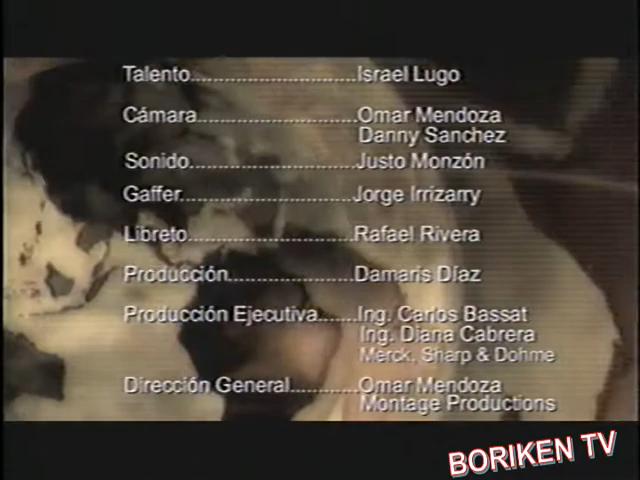 Talento..............................Israel Lugo
Cámara.............................Omar Mendoza
Danny Sanchez
Sonido..............................Justo Monzón
Gaffer...............................Jorge Irrizarry
Libreto..............................Rafael Rivera
Producción.......................Damaris Díaz
Producción Ejecutiva.......Ing. Carlos Bassat
Ing. Diana Cabrera
Merck, Sharp & Dohme
Dirección General............Omar Mendoza
Montage Productions
BORIKEN TV